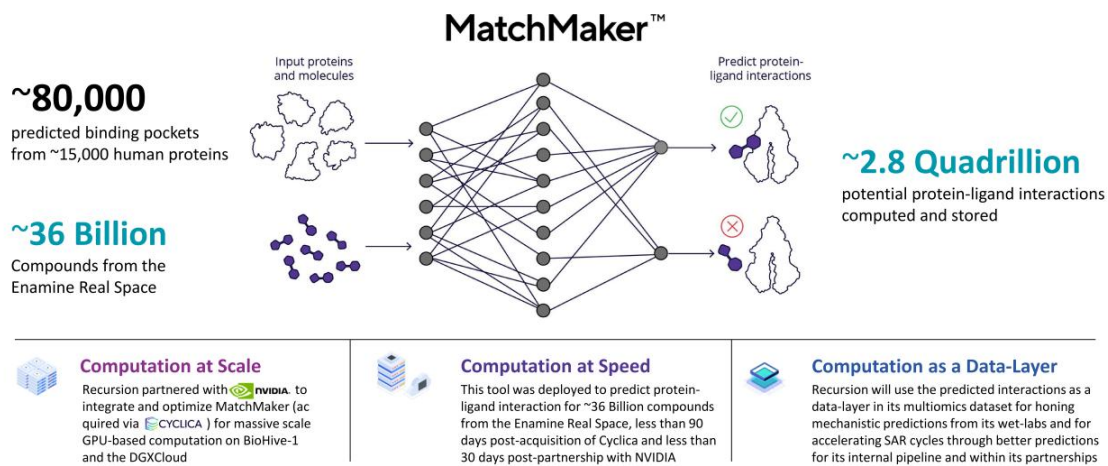 MatchMaker™
~80,000
predicted binding pockets
from ~15,000 human proteins
~36 Billion
Compounds from the
Enamine Real Space
Input proteins
and molecules
Predict protein-
ligand interactions
~2.8 Quadrillion
potential protein-ligand interactions
computed and stored
Computation at Scale
Recursion partnered with NVIDIA. to
integrate and optimize MatchMaker (ac
quired via CYCLICA ) for massive scale
GPU-based computation on BioHive-1
and the DGXCloud
Computation at Speed
This tool was deployed to predict protein-
ligand interaction for ~36 Billion compounds
from the Enamine Real Space, less than 90
days post-acquisition of Cyclica and less than
30 days post-partnership with NVIDIA
Computation as a Data-Layer
Recursion will use the predicted interactions as a
data-layer in its multiomics dataset for honing
mechanistic predictions from its wet-labs and for
accelerating SAR cycles through better predictions
for its internal pipeline and within its partnerships